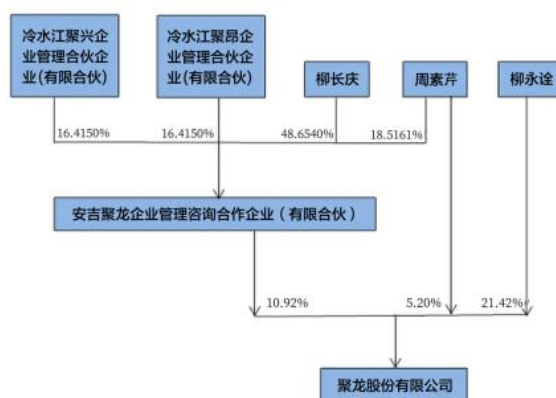 冷水江聚兴企
业管理合伙企
业(有限合伙)
冷水江聚昂企
业管理合伙企
业(有限合伙)
柳长庆
周素芹
柳永诠
16.4150%
16.4150%
48.6540%
18.5161%
安吉聚龙企业管理咨询合作企业（有限合伙）
10.92%
5.20%
21.42%
聚龙股份有限公司